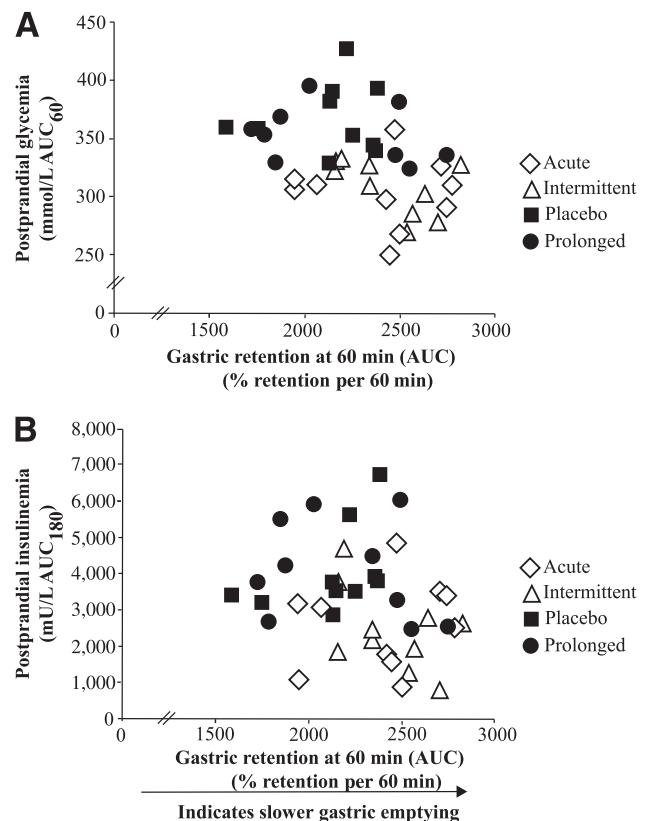 A
450
400
350
300
250
0
Postprandial glycemia
(mmol/L AUC60)
0
1500
2000
2500
3000
Gastric retention at 60 min (AUC)
(% retention per 60 min)
Acute
Intermittent
Placebo
Prolonged
B
8,000
7,000
6,000
5,000
4,000
3,000
2,000
1,000
0
Postprandial insulinemia
(mU/L AUC180)
0
1500
2000
2500
3000
Gastric retention at 60 min (AUC)
(% retention per 60 min)
Indicates slower gastric emptying
Acute
Intermittent
Placebo
Prolonged